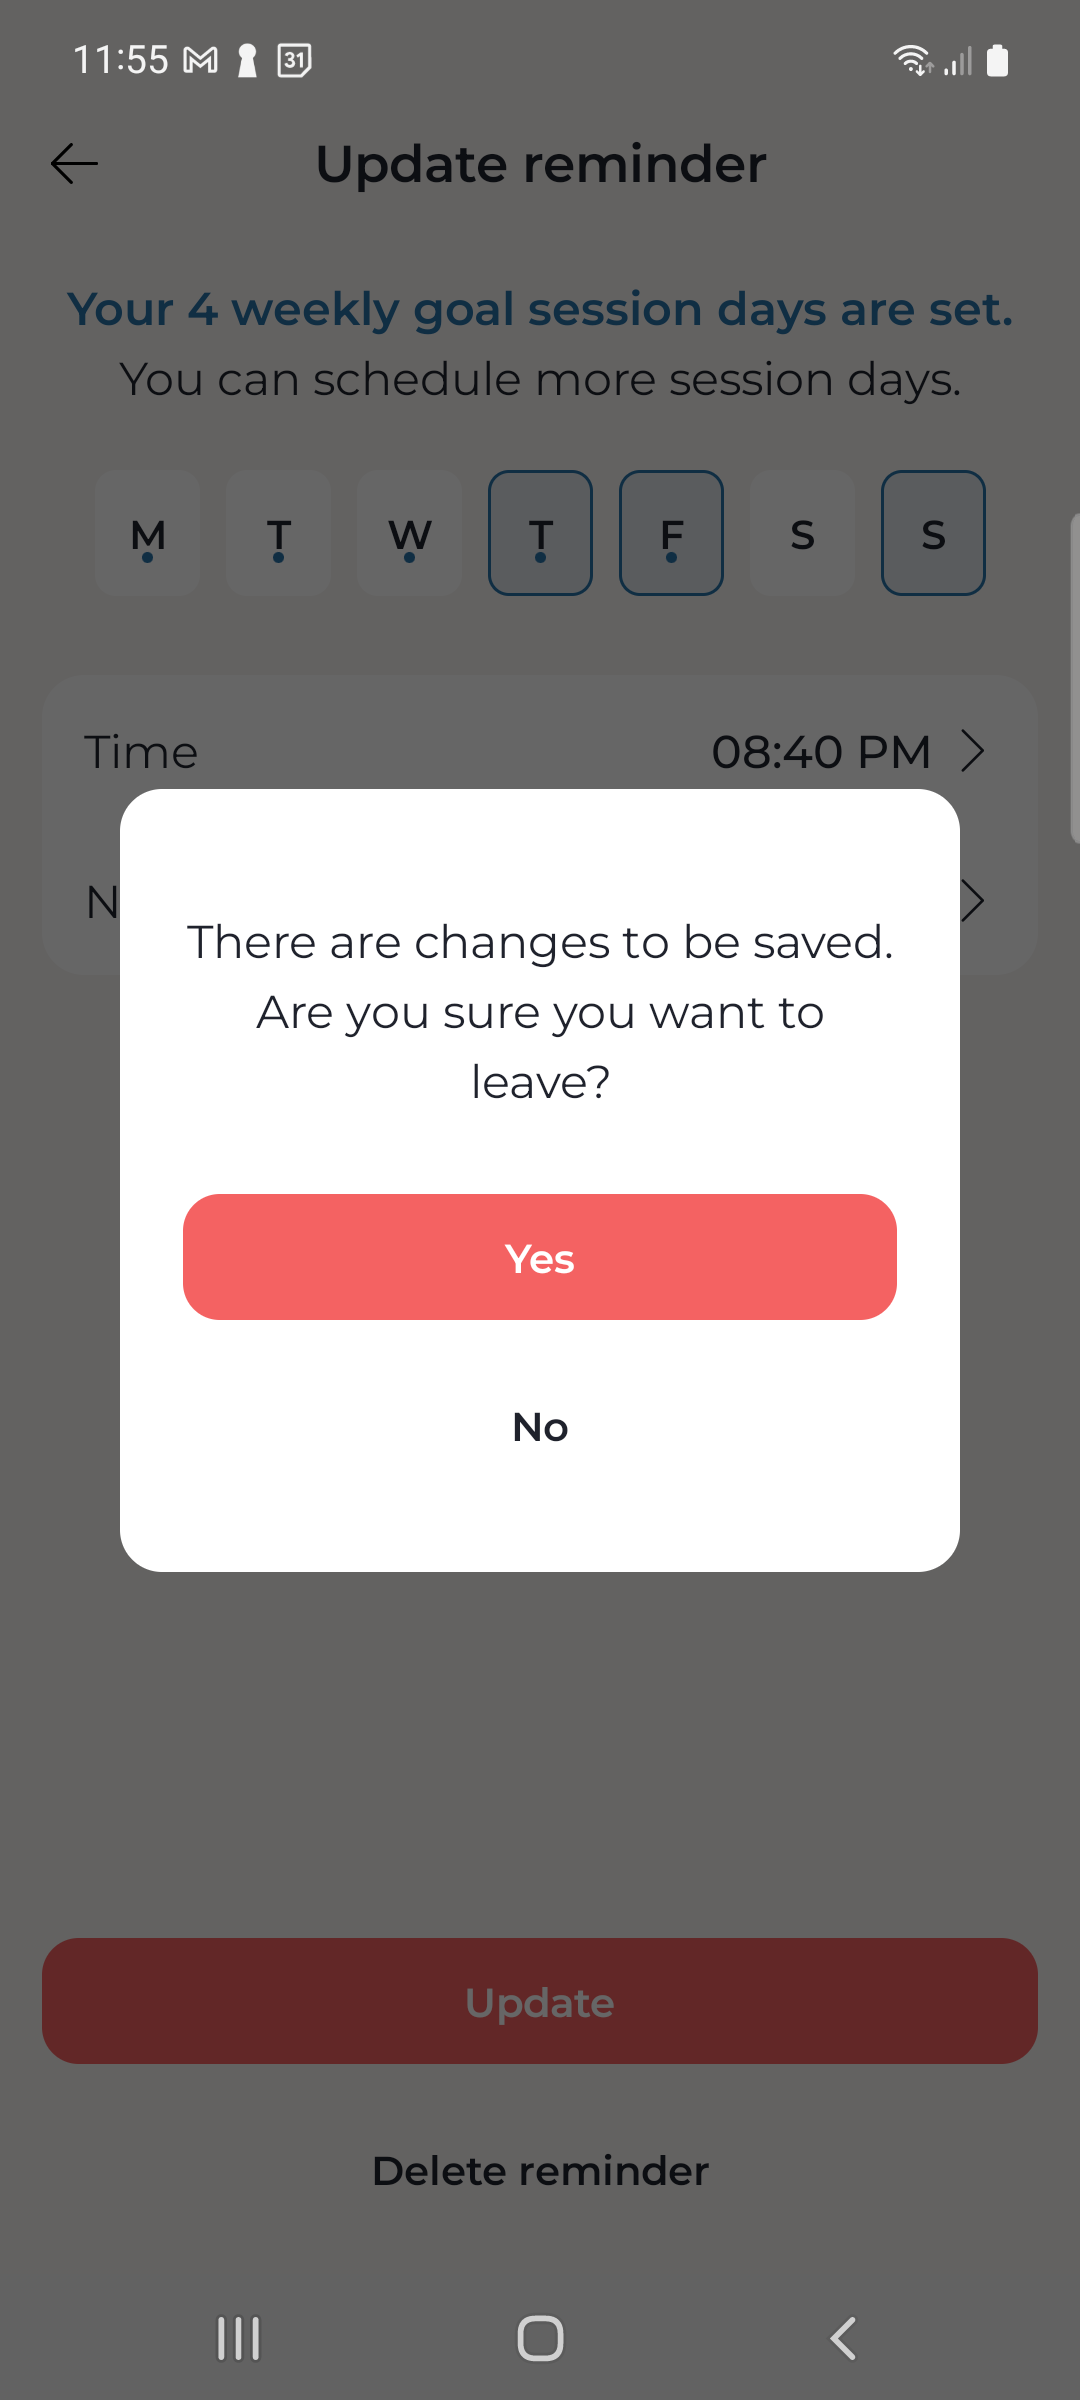 11:55 31
Update reminder
Your 4 weekly goal session days are set.
You can schedule more session days.
M T W T F S S
Time 08:40 PM
N
There are changes to be saved.
Are you sure you want to
leave?
Yes
No
Update
Delete reminder